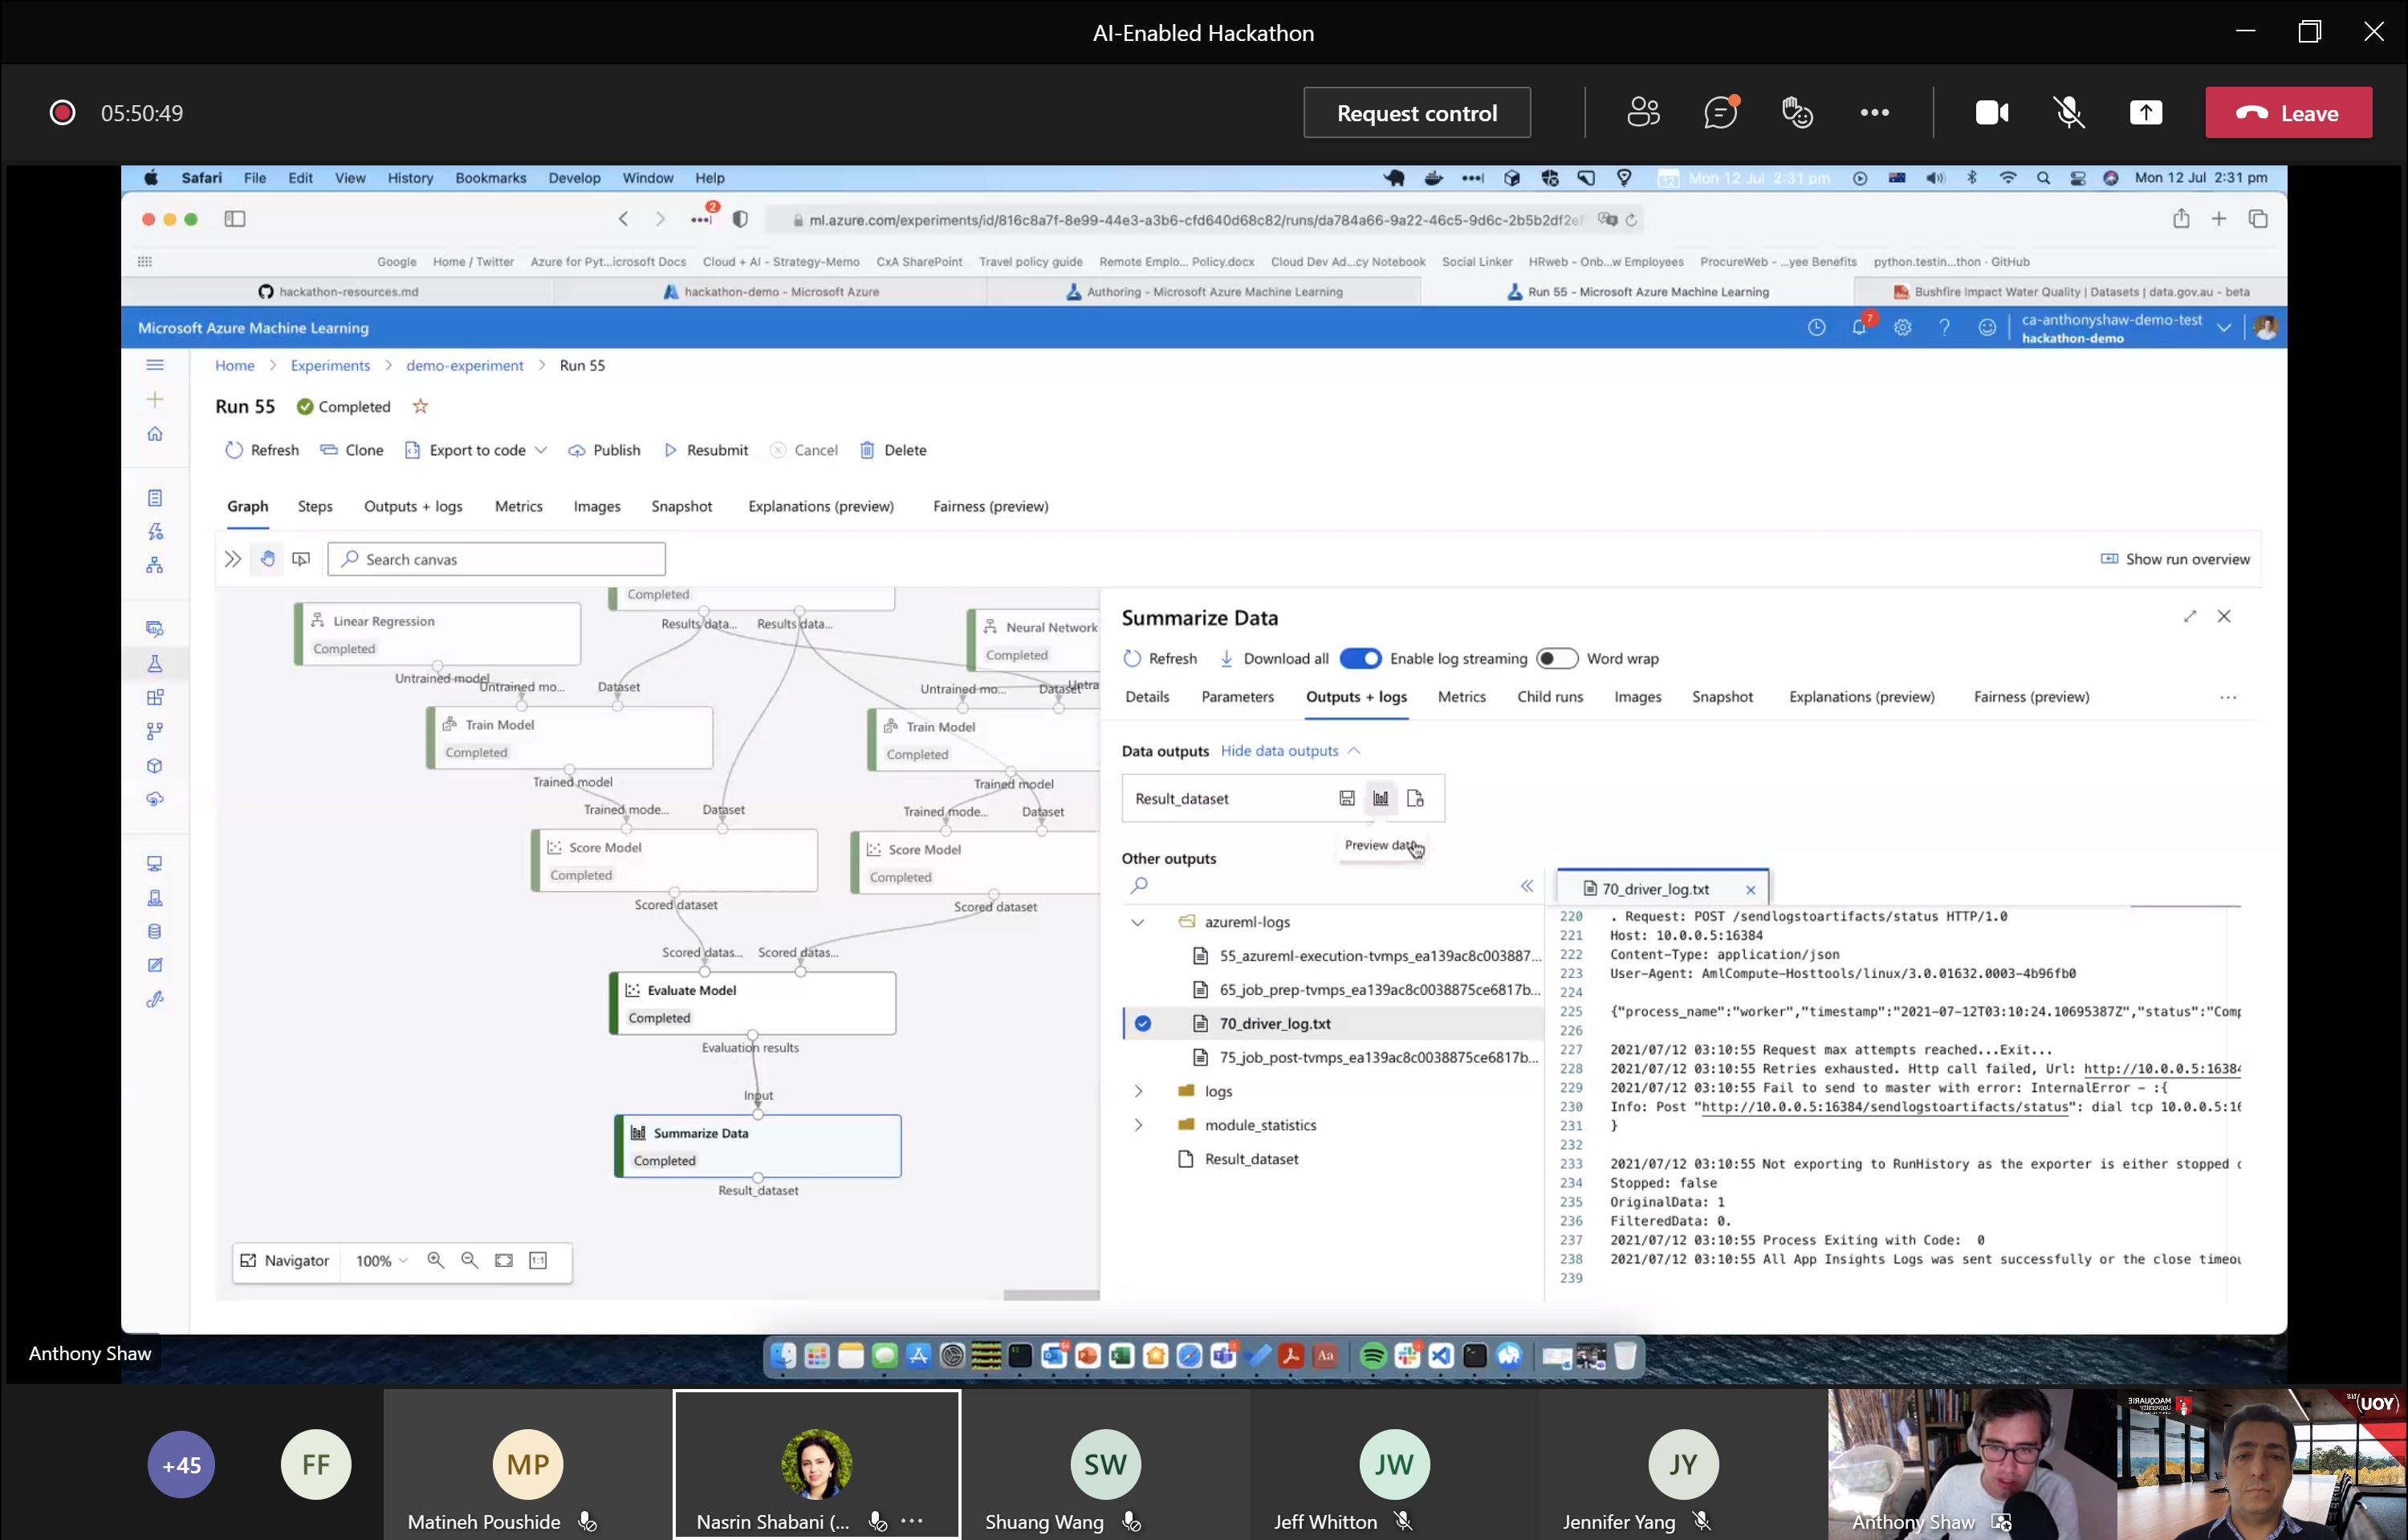 AI-Enabled Hackathon
05:50:49
Request control
Leave
Safari File Edit View History Bookmarks Develop Window Help
12 Mon 12 Jul 2:31 pm
Mon 12 Jul 2:31 pm
2
ml.azure.com/experiments/id/816c8a7f-8e99-44e3-a3b6-cfd640d68c82/runs/da784a66-9a22-46c5-9d6c-2b5b2df2e
Google Home / Twitter Azure for Pyt...icrosoft Docs Cloud + AI - Strategy-Memo CxA SharePoint Travel policy guide Remote Emplo... Policy.docx Cloud Dev Ad...cy Notebook Social Linker HRweb - Onb...w Employees ProcureWeb - ...yee Benefits python.testin...thon · GitHub
hackathon-resources.md
hackathon-demo - Microsoft Azure
Authoring - Microsoft Azure Machine Learning
Run 55 - Microsoft Azure Machine Learning
Bushfire Impact Water Quality | Datasets | data.gov.au - beta
Microsoft Azure Machine Learning
7
ca-anthonyshaw-demo-test
hackathon-demo
Home > Experiments > demo-experiment > Run 55
Run 55 Completed
Refresh Clone Export to code Publish Resubmit Cancel Delete
Graph Steps Outputs + logs Metrics Images Snapshot Explanations (preview) Fairness (preview)
Search canvas
Show run overview
Completed
Results data... Results data...
Linear Regression
Completed
Untrained model
Neural Network
Completed
Untra
Untrained mo... Dataset
Train Model
Completed
Trained model
Untrained mo... Dataset
Train Model
Completed
Trained model
Trained mode... Dataset
Score Model
Completed
Scored dataset
Trained mode... Dataset
Score Model
Completed
Scored dataset
Scored datas... Scored datas...
Evaluate Model
Completed
Evaluation results
Input
Summarize Data
Completed
Result_dataset
Navigator 100% 1:1
Summarize Data
Refresh Download all Enable log streaming Word wrap
Details Parameters Outputs + logs Metrics Child runs Images Snapshot Explanations (preview) Fairness (preview) ...
Data outputs Hide data outputs
Result_dataset
Preview data
Other outputs
azureml-logs
55_azureml-execution-tvmps_ea139ac8c003887...
65_job_prep-tvmps_ea139ac8c0038875ce6817b...
70_driver_log.txt
75_job_post-tvmps_ea139ac8c0038875ce6817b...
logs
module_statistics
Result_dataset
70_driver_log.txt
220 . Request: POST /sendlogstoartifacts/status HTTP/1.0
221 Host: 10.0.0.5:16384
222 Content-Type: application/json
223 User-Agent: AmlCompute-Hosttools/linux/3.0.01632.0003-4b96fb0
224
225 {"process_name":"worker","timestamp":"2021-07-12T03:10:24.10695387Z","status":"Comp
226
227 2021/07/12 03:10:55 Request max attempts reached...Exit...
228 2021/07/12 03:10:55 Retries exhausted. Http call failed, Url: http://10.0.0.5:16384
229 2021/07/12 03:10:55 Fail to send to master with error: InternalError - :{
230 Info: Post "http://10.0.0.5:16384/sendlogstoartifacts/status": dial tcp 10.0.0.5:16
231 }
232
233 2021/07/12 03:10:55 Not exporting to RunHistory as the exporter is either stopped
234 Stopped: false
235 OriginalData: 1
236 FilteredData: 0.
237 2021/07/12 03:10:55 Process Exiting with Code: 0
238 2021/07/12 03:10:55 All App Insights Logs was sent successfully or the close timeou
239
Anthony Shaw
Aa
+45
FF
MP
Matineh Poushide
Nasrin Shabani (...
SW
Shuang Wang
JW
Jeff Whitton
JY
Jennifer Yang
Anthony Shaw
MACQUARIE
University
(YOU)